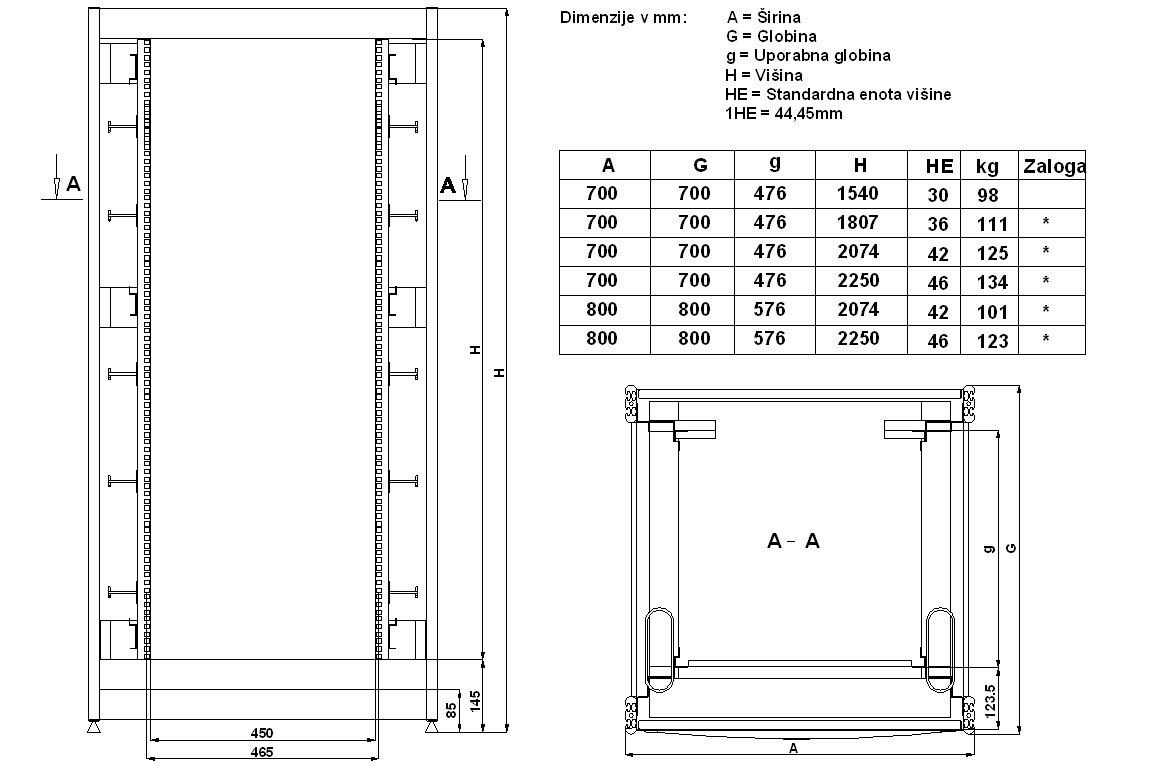 Dimenzije v mm: A = Širina
G = Globina
g = Uporabna globina
H = Višina
HE = Standardna enota višine
1HE = 44,45mm
A G g H HE kg Zaloga
700 700 476 1540 30 98
700 700 476 1807 36 111 *
700 700 476 2074 42 125 *
700 700 476 2250 46 134 *
800 800 576 2074 42 101 *
800 800 576 2250 46 123 *
A A
H
H
85
145
450
465
A - A
g
G
123.5
A